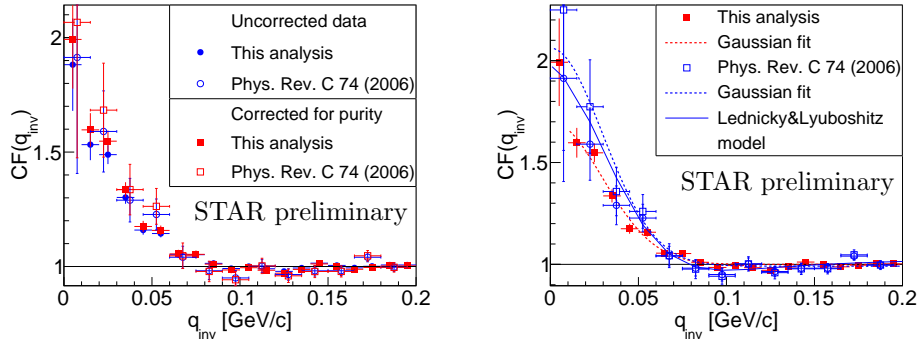 Uncorrected data
This analysis
Phys. Rev. C 74 (2006)
Corrected for purity
This analysis
Phys. Rev. C 74 (2006)
STAR preliminary
CF(q_inv)
2
1.5
1
0
0.05
0.1
0.15
0.2
q_inv [GeV/c]
This analysis
Gaussian fit
Phys. Rev. C 74 (2006)
Gaussian fit
Lednicky&Lyuboshitz
model
STAR preliminary
CF(q_inv)
2
1.5
1
0
0.05
0.1
0.15
0.2
q_inv [GeV/c]